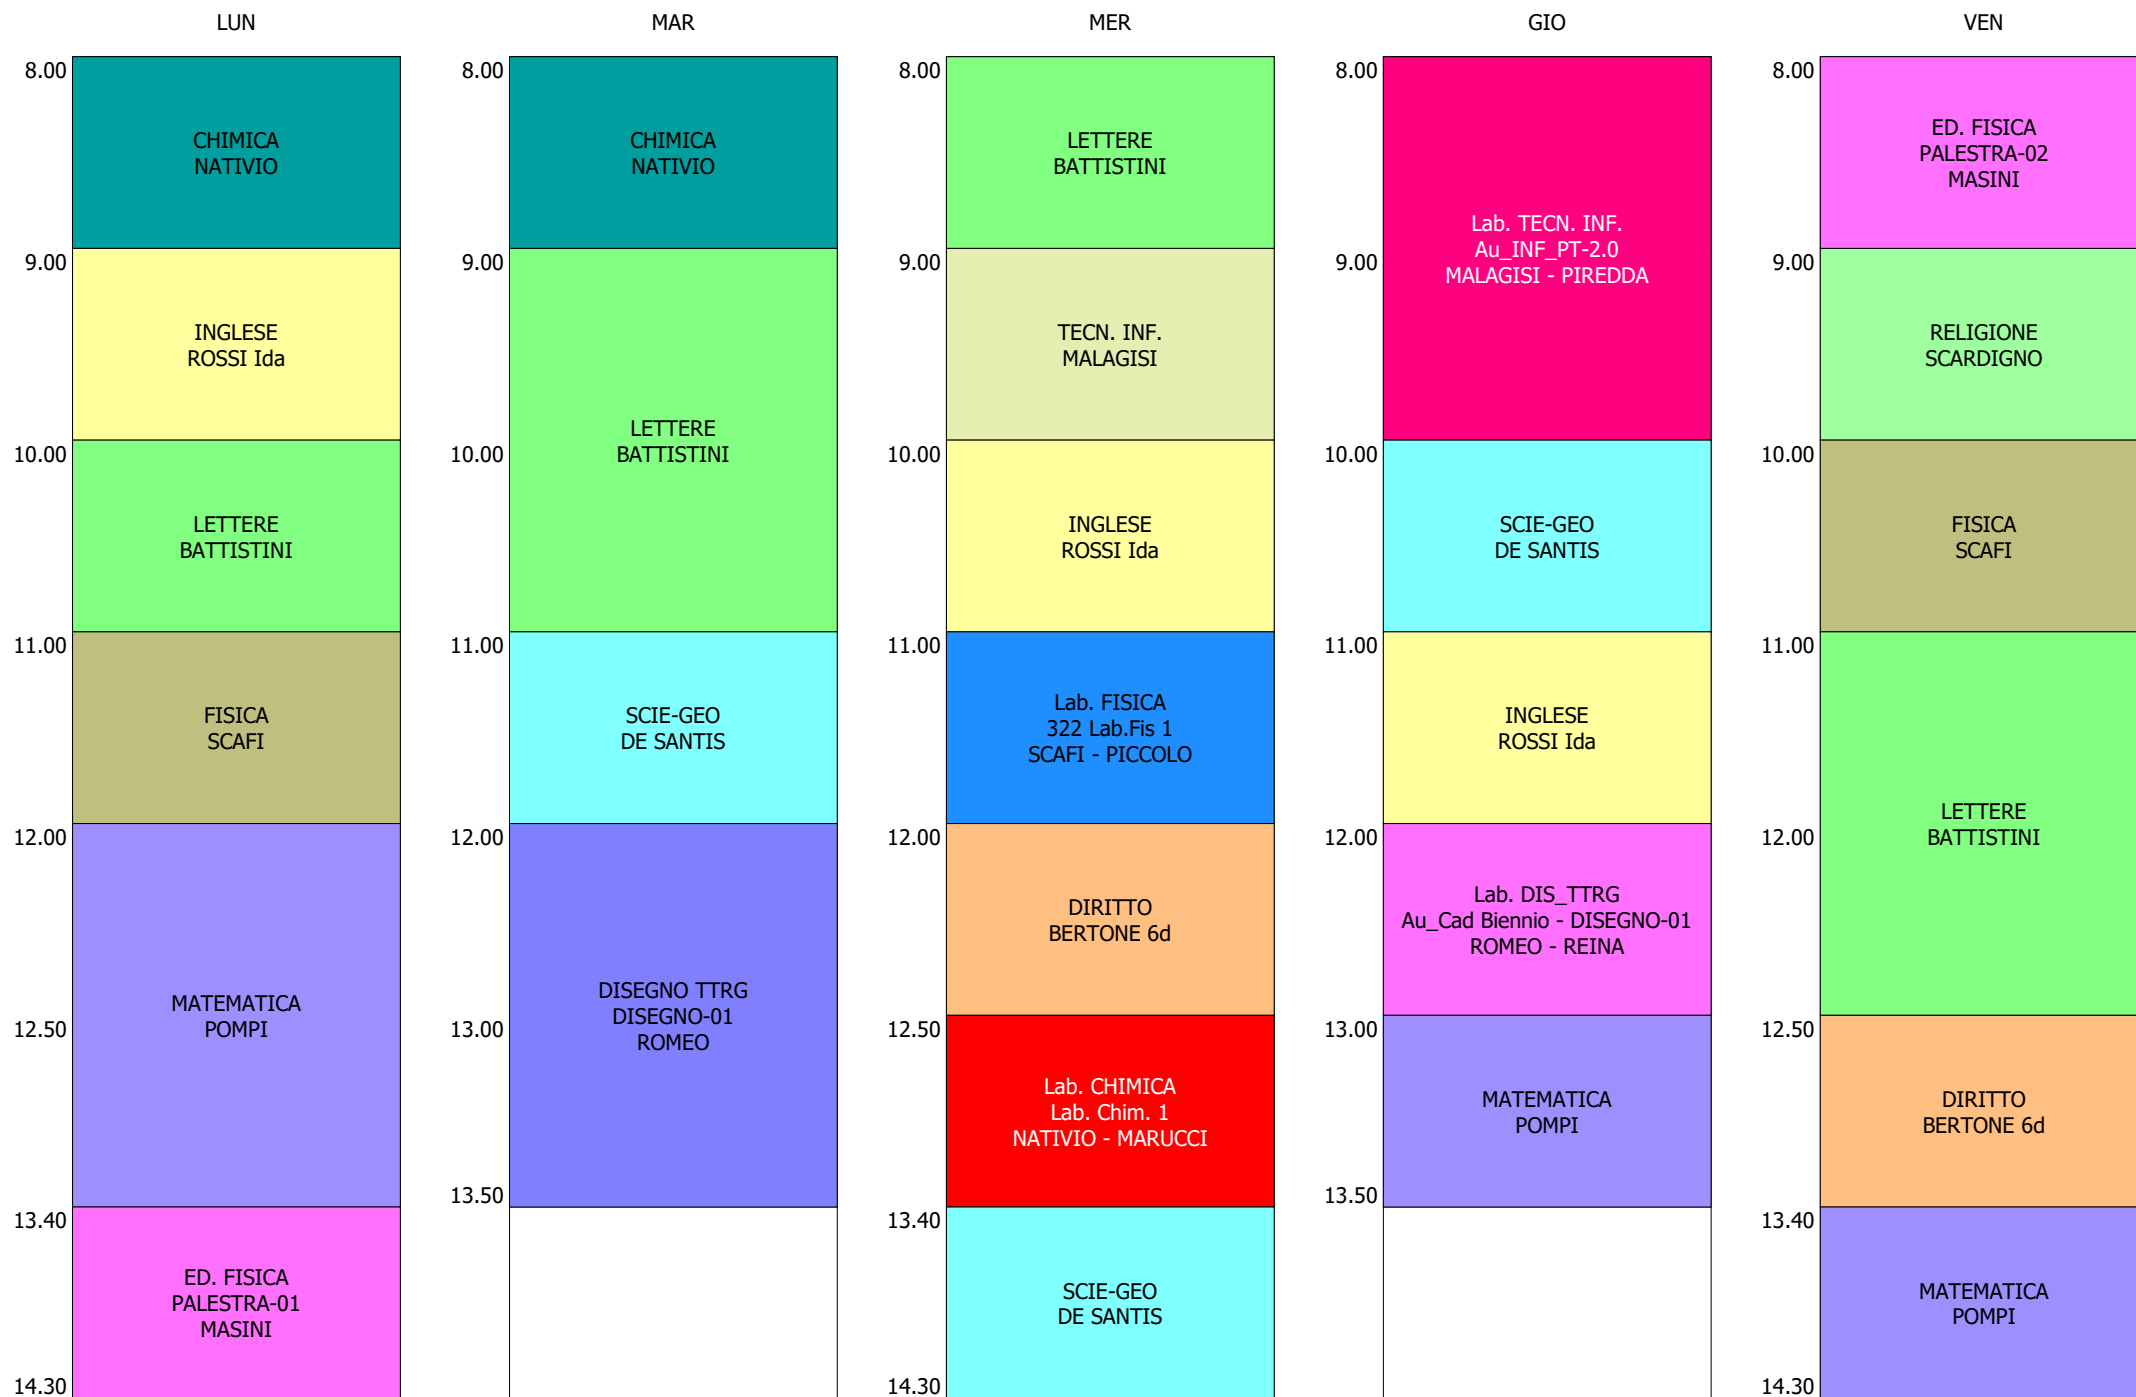 LUN
8.00
CHIMICA
NATIVIO
9.00
INGLESE
ROSSI Ida
10.00
LETTERE
BATTISTINI
11.00
FISICA
SCAFI
12.00
MATEMATICA
POMPI
12.50
13.40
ED. FISICA
PALESTRA-01
MASINI
14.30
MAR
8.00
CHIMICA
NATIVIO
9.00
LETTERE
BATTISTINI
10.00
11.00
SCIE-GEO
DE SANTIS
12.00
DISEGNO TTRG
DISEGNO-01
ROMEO
13.00
13.50
MER
8.00
LETTERE
BATTISTINI
9.00
TECN. INF.
MALAGISI
10.00
INGLESE
ROSSI Ida
11.00
Lab. FISICA
322 Lab.Fis 1
SCAFI - PICCOLO
12.00
DIRITTO
BERTONE 6d
12.50
Lab. CHIMICA
Lab. Chim. 1
NATIVIO - MARUCCI
13.40
SCIE-GEO
DE SANTIS
14.30
GIO
8.00
Lab. TECN. INF.
Au_INF_PT-2.0
MALAGISI - PIREDDA
9.00
10.00
SCIE-GEO
DE SANTIS
11.00
INGLESE
ROSSI Ida
12.00
Lab. DIS_TTRG
Au_Cad Biennio - DISEGNO-01
ROMEO - REINA
13.00
MATEMATICA
POMPI
13.50
VEN
8.00
ED. FISICA
PALESTRA-02
MASINI
9.00
RELIGIONE
SCARDIGNO
10.00
FISICA
SCAFI
11.00
LETTERE
BATTISTINI
12.00
12.50
DIRITTO
BERTONE 6d
13.40
MATEMATICA
POMPI
14.30